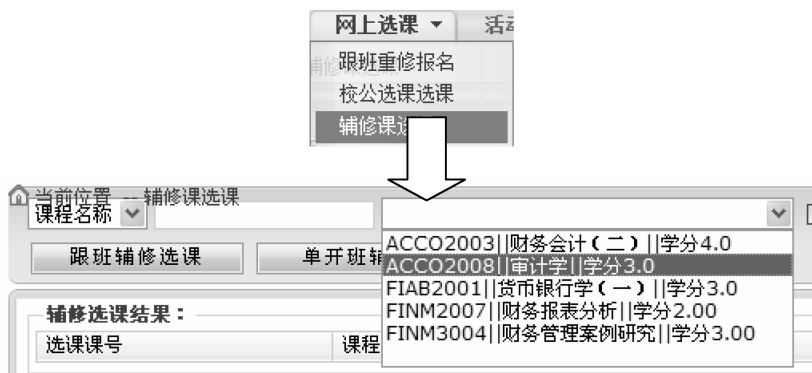 网上选课
活
跟班重修报名
校公选课选课
辅修课
当前位置 -- 辅修课选课
课程名称
跟班辅修选课
单开班
ACCO2003||财务会计(二)||学分4.0
ACCO2008||审计学||学分3.0
FIAB2001||货币银行学(一)||学分3.0
FINM2007||财务报表分析||学分2.00
FINM3004||财务管理案例研究||学分3.00
辅修选课结果：
选课课号
课程